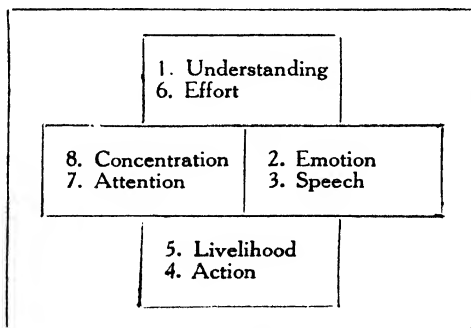 1. Understanding
6. Effort
8. Concentration
7. Attention
2. Emotion
3. Speech
5. Livelihood
4. Action